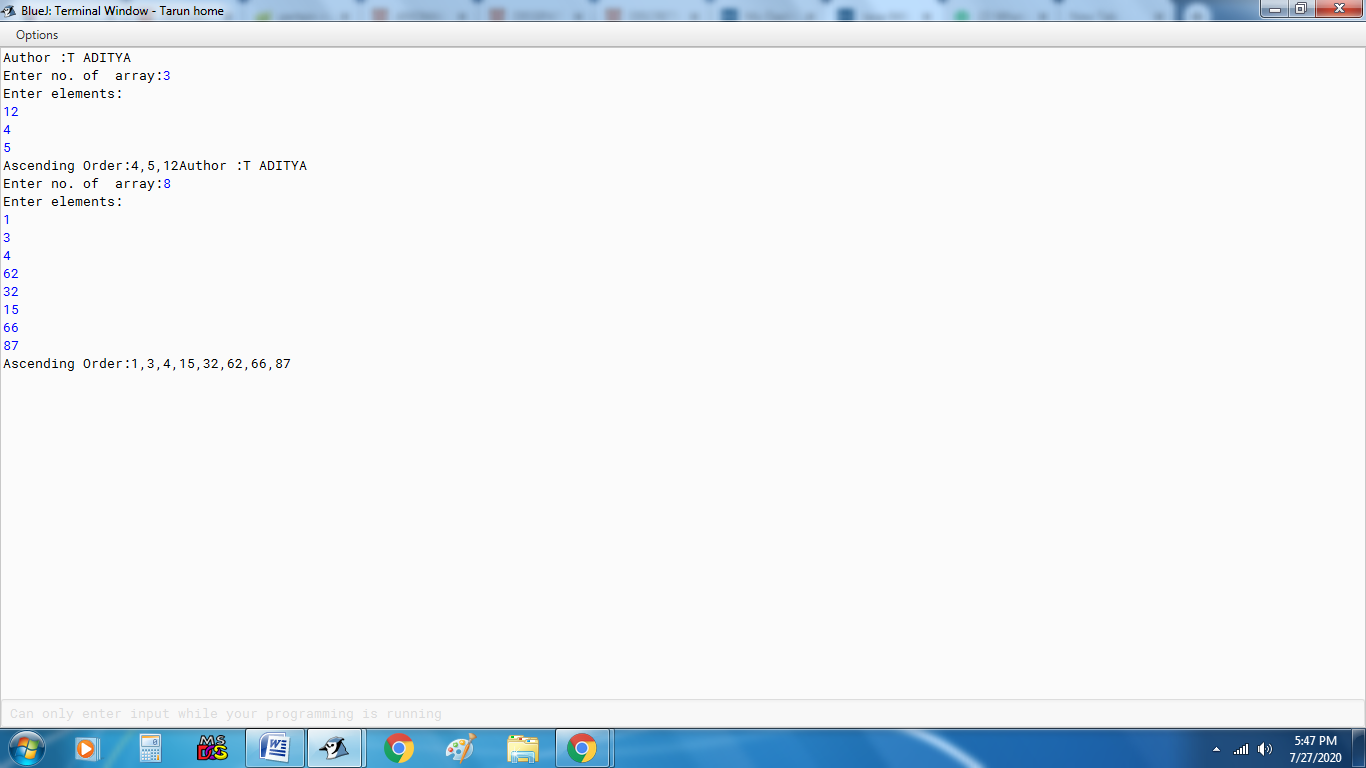 BlueJ: Terminal Window - Tarun home
Options
Author :T ADITYA
Enter no. of  array:3
Enter elements:
12
4
5
Ascending Order:4,5,12Author :T ADITYA
Enter no. of  array:8
Enter elements:
1
3
4
62
32
15
66
87
Ascending Order:1,3,4,15,32,62,66,87
Can only enter input while your programming is running
MS
5:47 PM
7/27/2020